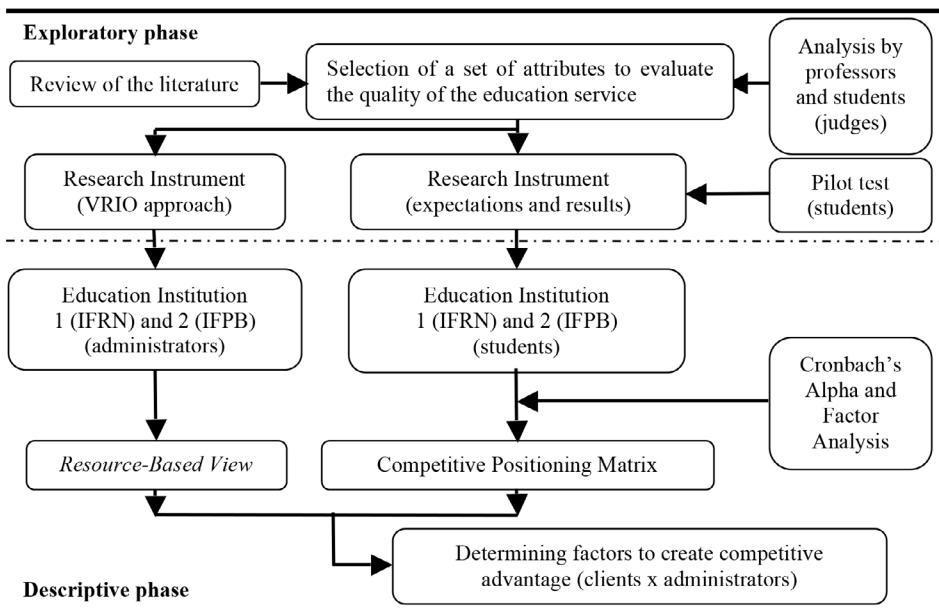 Exploratory phase
Review of the literature
Selection of a set of attributes to evaluate
the quality of the education service
Analysis by
professors
and students
(judges)
Research Instrument
(VRIO approach)
Research Instrument
(expectations and results)
Pilot test
(students)
Education Institution
1 (IFRN) and 2 (IFPB)
(administrators)
Education Institution
1 (IFRN) and 2 (IFPB)
(students)
Cronbach’s
Alpha and
Factor
Analysis
Resource-Based View
Competitive Positioning Matrix
Determining factors to create competitive
advantage (clients x administrators)
Descriptive phase